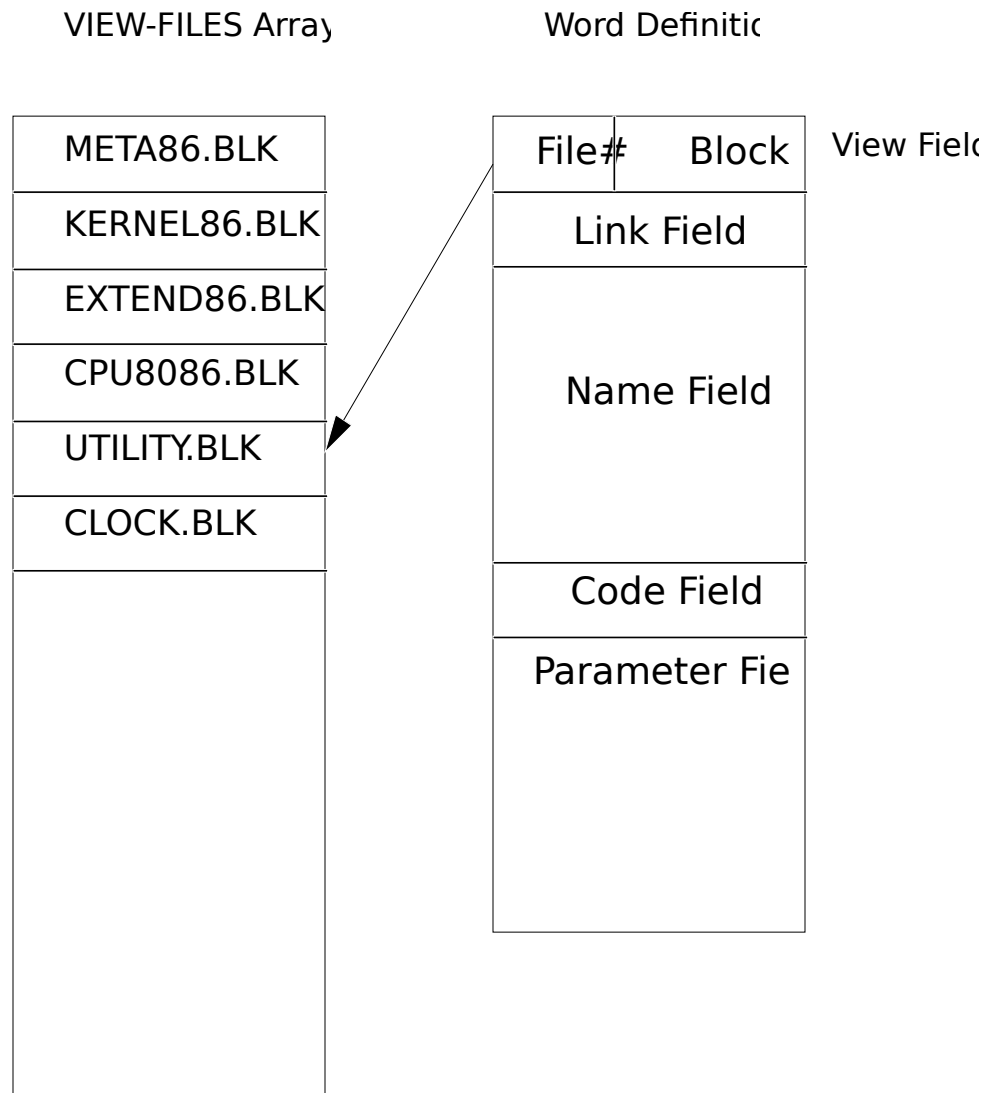 VIEW-FILES Array
Word Definitic
META86.BLK
KERNEL86.BLK
EXTEND86.BLK
CPU8086.BLK
UTILITY.BLK
CLOCK.BLK
File# Block
View Field
Link Field
Name Field
Code Field
Parameter Fie